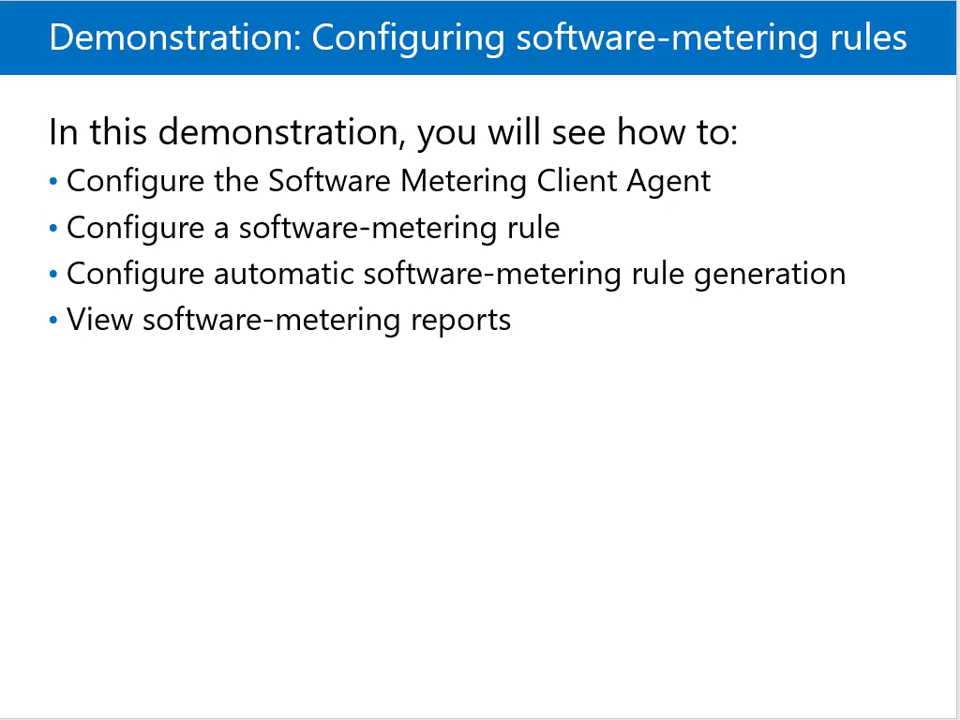 Demonstration: Configuring software-metering rules
In this demonstration, you will see how to:
• Configure the Software Metering Client Agent
• Configure a software-metering rule
• Configure automatic software-metering rule generation
• View software-metering reports